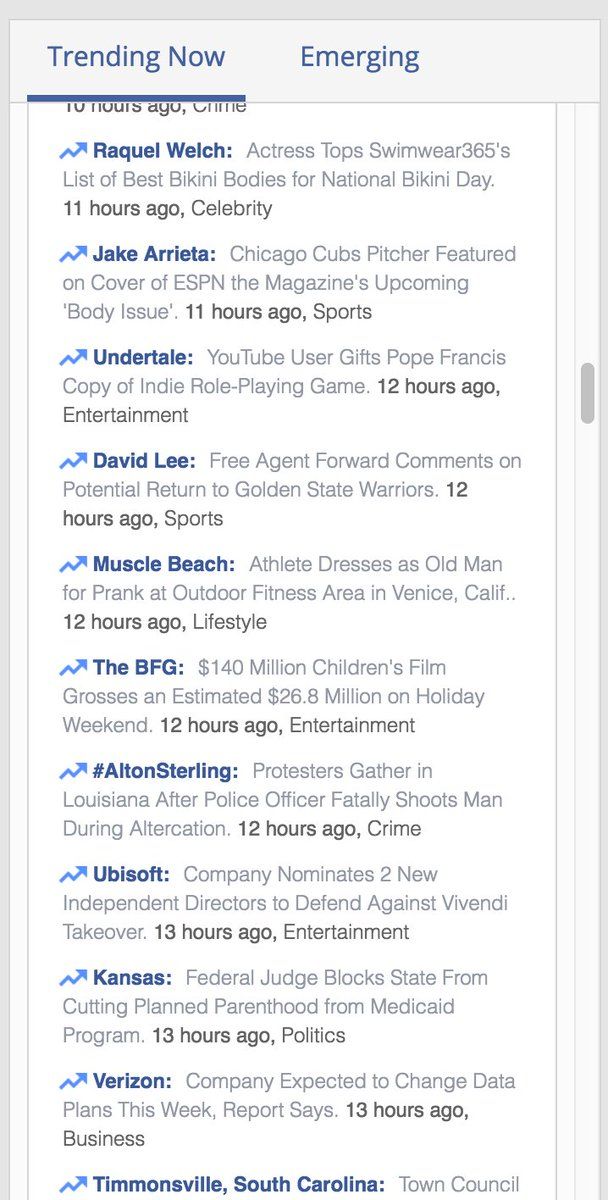 Trending Now Emerging
10 hours ago, Crime
Raquel Welch: Actress Tops Swimwear365's
List of Best Bikini Bodies for National Bikini Day.
11 hours ago, Celebrity
Jake Arrieta: Chicago Cubs Pitcher Featured
on Cover of ESPN the Magazine's Upcoming
'Body Issue'. 11 hours ago, Sports
Undertale: YouTube User Gifts Pope Francis
Copy of Indie Role-Playing Game. 12 hours ago,
Entertainment
David Lee: Free Agent Forward Comments on
Potential Return to Golden State Warriors. 12
hours ago, Sports
Muscle Beach: Athlete Dresses as Old Man
for Prank at Outdoor Fitness Area in Venice, Calif..
12 hours ago, Lifestyle
The BFG: $140 Million Children's Film
Grosses an Estimated $26.8 Million on Holiday
Weekend. 12 hours ago, Entertainment
#AltonSterling: Protesters Gather in
Louisiana After Police Officer Fatally Shoots Man
During Altercation. 12 hours ago, Crime
Ubisoft: Company Nominates 2 New
Independent Directors to Defend Against Vivendi
Takeover. 13 hours ago, Entertainment
Kansas: Federal Judge Blocks State From
Cutting Planned Parenthood from Medicaid
Program. 13 hours ago, Politics
Verizon: Company Expected to Change Data
Plans This Week, Report Says. 13 hours ago,
Business
Timmonsville, South Carolina: Town Council